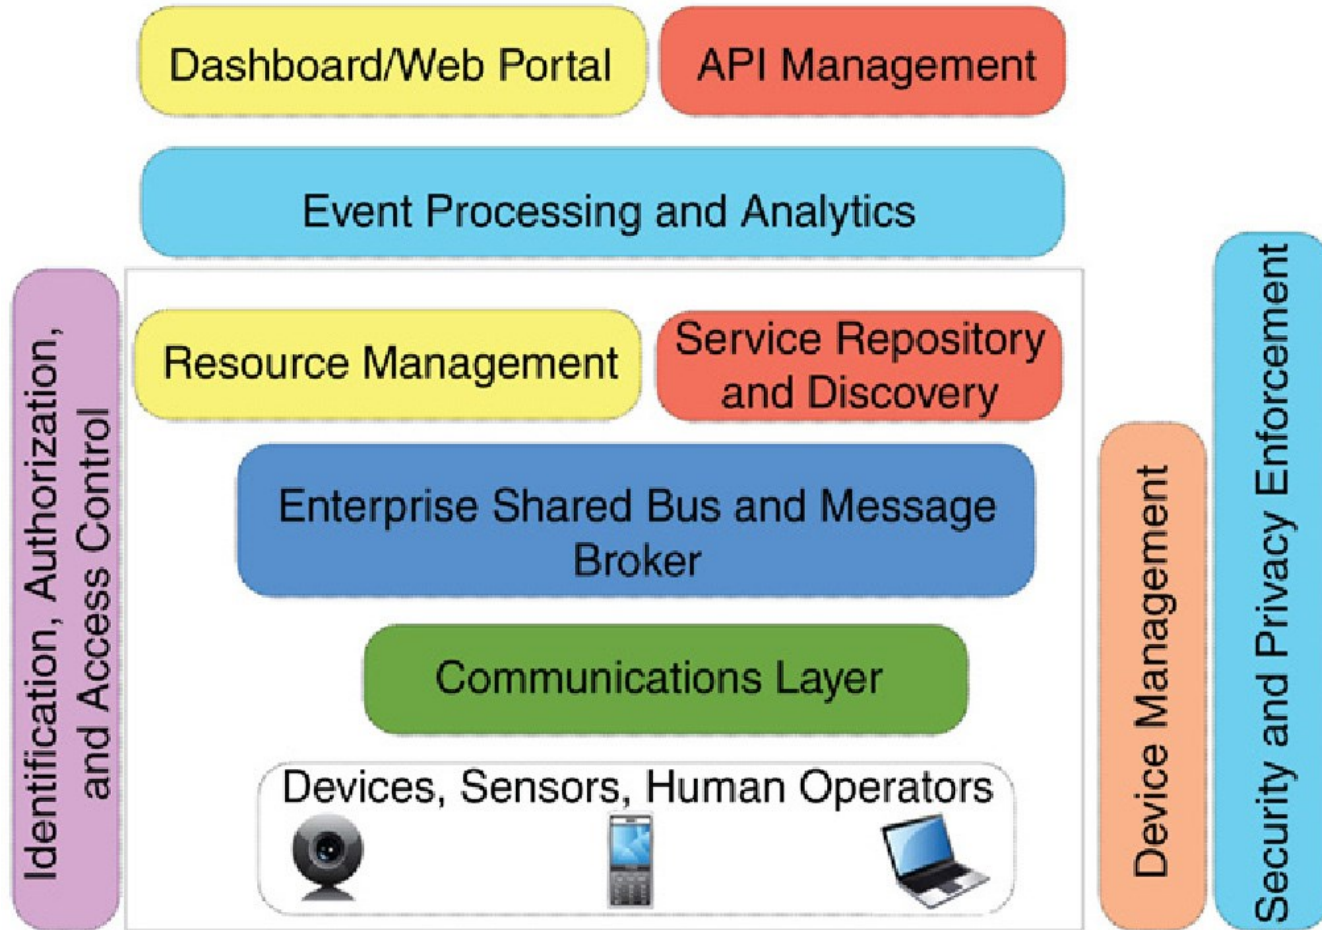 Dashboard/Web Portal
API Management
Event Processing and Analytics
Identification, Authorization,
and Access Control
Resource Management
Service Repository
and Discovery
Enterprise Shared Bus and Message
Broker
Communications Layer
Devices, Sensors, Human Operators
Device Management
Security and Privacy Enforcement